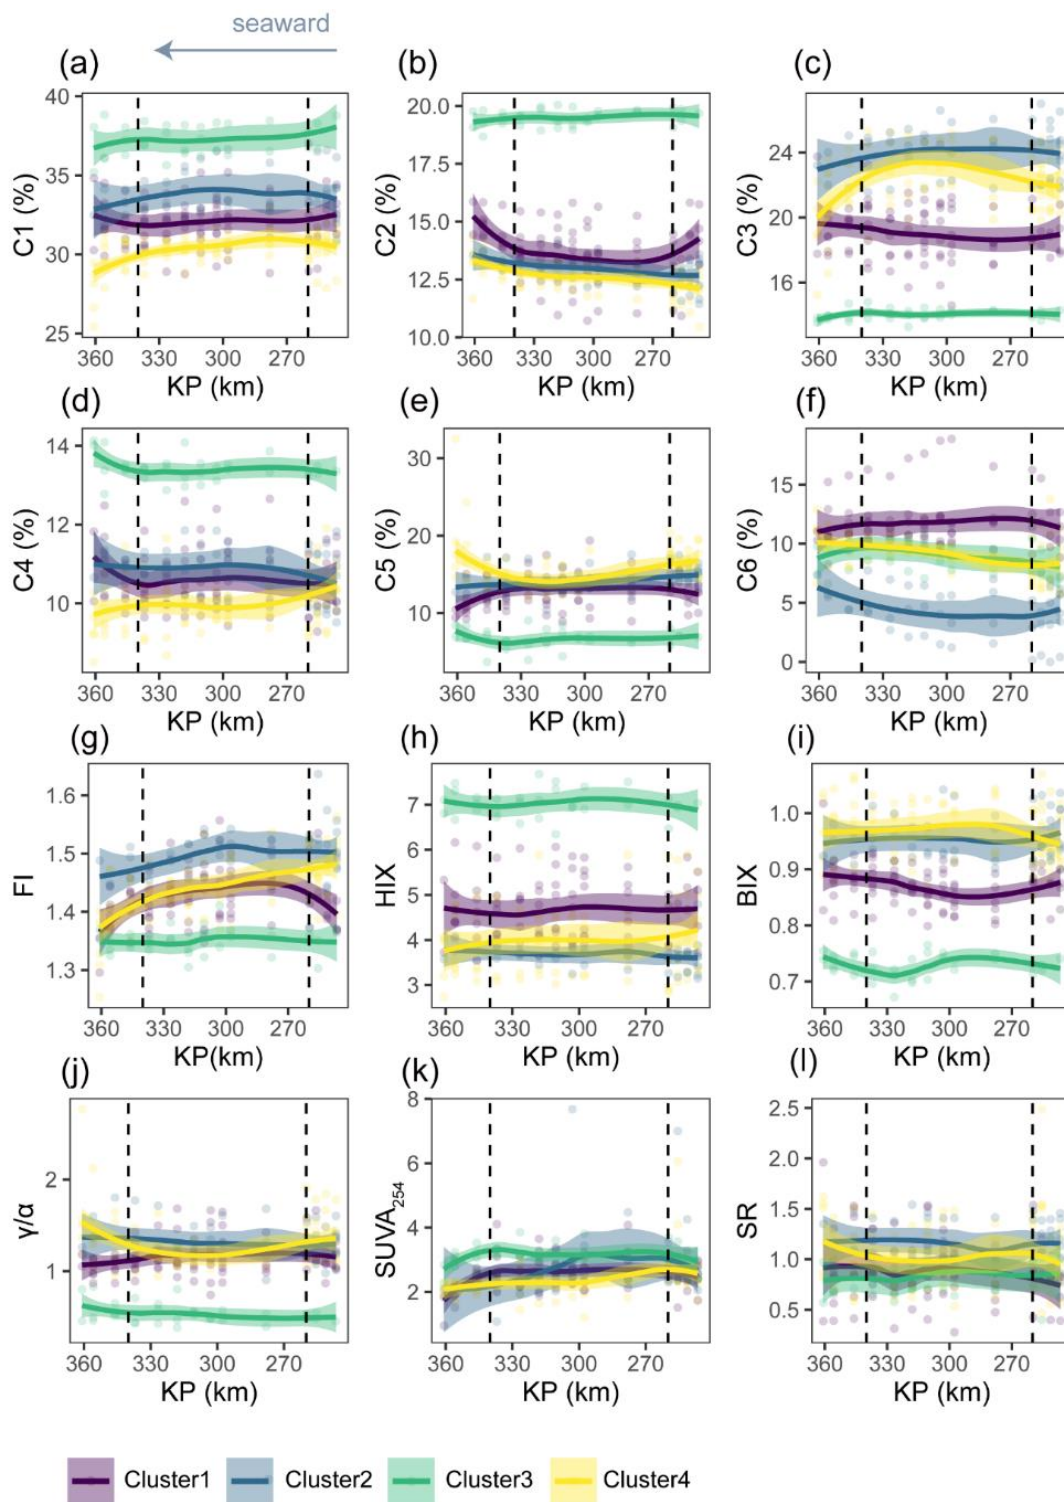 seaward
(a) (b) (c)
40
35
30
25
C1 (%)
360 330 300 270
KP (km)
20.0
17.5
15.0
12.5
10.0
C2 (%)
360 330 300 270
KP (km)
24
20
16
C3 (%)
360 330 300 270
KP (km)
(d) (e) (f)
14
12
10
C4 (%)
360 330 300 270
KP (km)
30
20
10
C5 (%)
360 330 300 270
KP (km)
15
10
5
0
C6 (%)
360 330 300 270
KP (km)
(g) (h) (i)
1.6
1.5
1.4
1.3
FI
360 330 300 270
KP(km)
7
6
5
4
3
HIX
360 330 300 270
KP (km)
1.0
0.9
0.8
0.7
BIX
360 330 300 270
KP (km)
(j) (k) (l)
2
1
γ/α
360 330 300 270
KP (km)
8
6
4
2
SUVA₂₅₄
360 330 300 270
KP (km)
2.5
2.0
1.5
1.0
0.5
SR
360 330 300 270
KP (km)
Cluster1 Cluster2 Cluster3 Cluster4